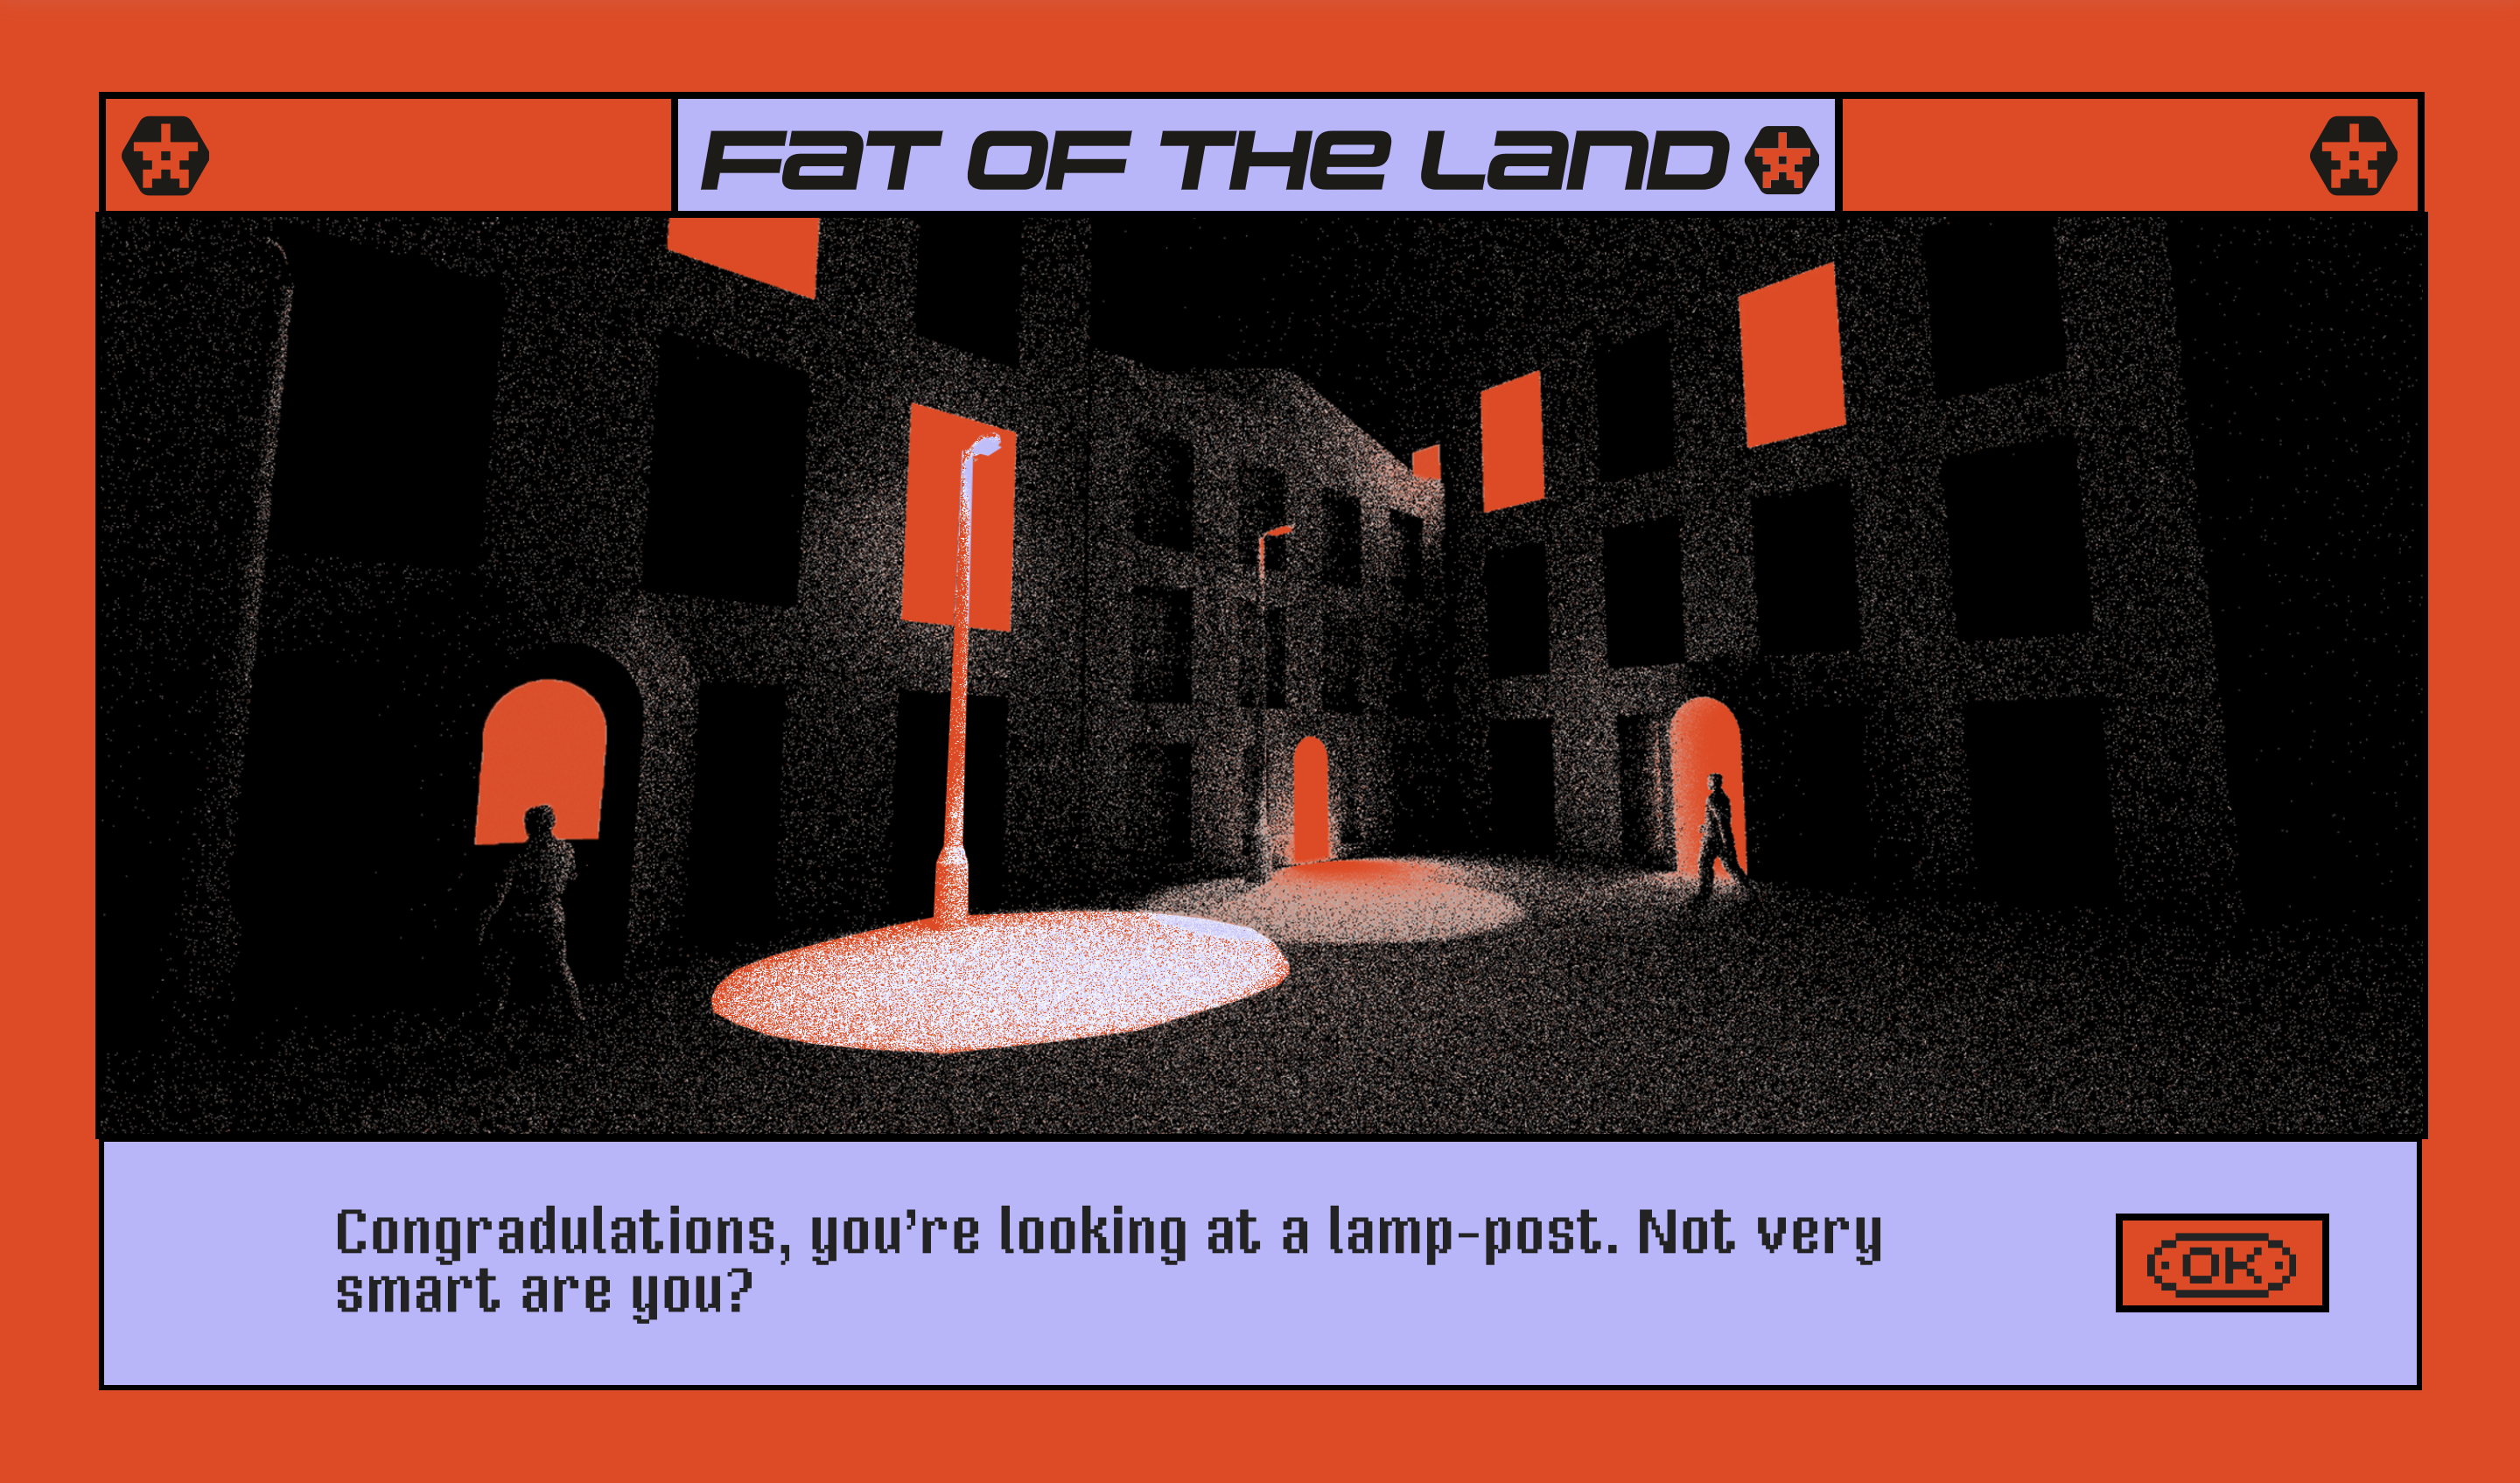 FaT OF THe LaND
Congradulations, you're looking at a lamp-post. Not very
smart are you?
OK